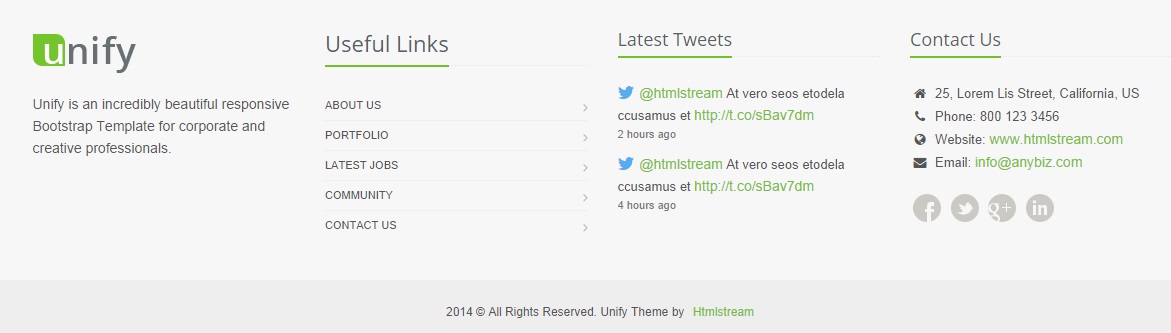 unify
Unify is an incredibly beautiful responsive
Bootstrap Template for corporate and
creative professionals.
Useful Links
ABOUT US
PORTFOLIO
LATEST JOBS
COMMUNITY
CONTACT US
Latest Tweets
@htmlstream At vero seos etodela
ccusamus et http://t.co/sBav7dm
2 hours ago
@htmlstream At vero seos etodela
ccusamus et http://t.co/sBav7dm
4 hours ago
Contact Us
25, Lorem Lis Street, California, US
Phone: 800 123 3456
Website: www.htmlstream.com
Email: info@anybiz.com
f g+ in
2014 © All Rights Reserved. Unify Theme by Htmlstream